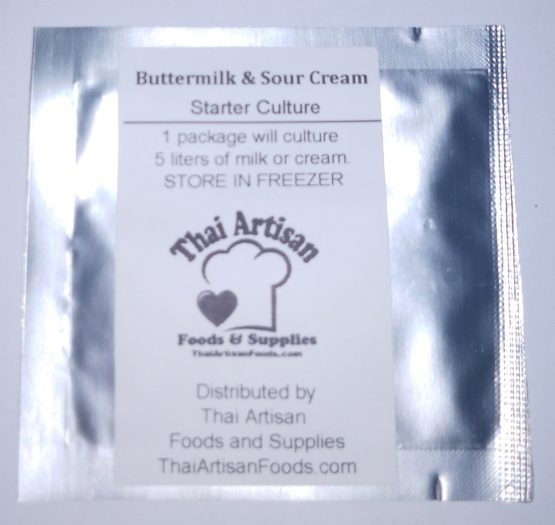 Buttermilk & Sour Cream
Starter Culture
1 package will culture
5 liters of milk or cream.
STORE IN FREEZER
Thai Artisan
Foods & Supplies
ThaiArtisanFoods.com
Distributed by
Thai Artisan
Foods and Supplies
ThaiArtisanFoods.com